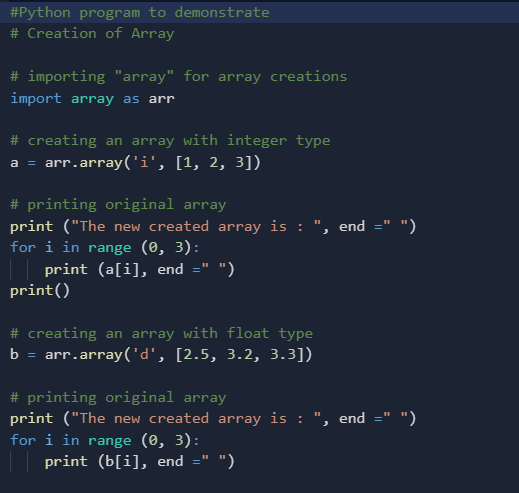 #Python program to demonstrate
# Creation of Array

# importing "array" for array creations
import array as arr

# creating an array with integer type
a = arr.array('i', [1, 2, 3])

# printing original array
print ("The new created array is : ", end =" ")
for i in range (0, 3):
    print (a[i], end =" ")
print()

# creating an array with float type
b = arr.array('d', [2.5, 3.2, 3.3])

# printing original array
print ("The new created array is : ", end =" ")
for i in range (0, 3):
    print (b[i], end =" ")